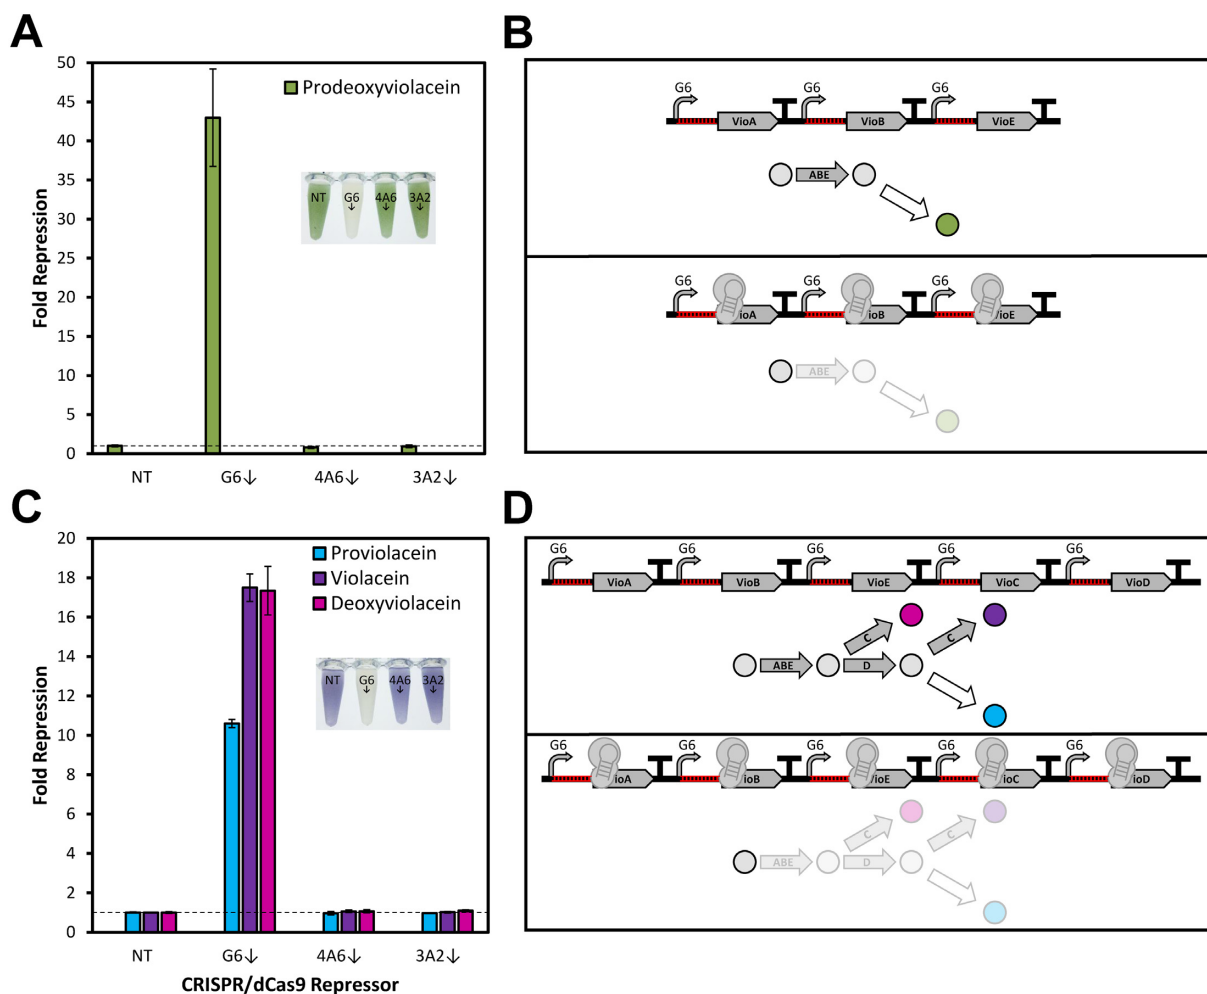 A
50
45
40
35
30
25
20
15
10
5
0
Fold Repression
Prodeoxyviolacein
NT G6↓ 4A6↓ 3A2↓
NT G6↓ 4A6↓ 3A2↓
B
G6 G6 G6
VioA VioB VioE
ABE
G6 G6 G6
ioA ioB ioE
ABE
C
20
18
16
14
12
10
8
6
4
2
0
Fold Repression
Proviolacein
Violacein
Deoxyviolacein
NT G6↓ 4A6↓ 3A2↓
NT G6↓ 4A6↓ 3A2↓
CRISPR/dCas9 Repressor
D
G6 G6 G6 G6 G6
VioA VioB VioE VioC VioD
C C
ABE D
G6 G6 G6 G6 G6
ioA ioB ioE ioC ioD
C C
ABE D